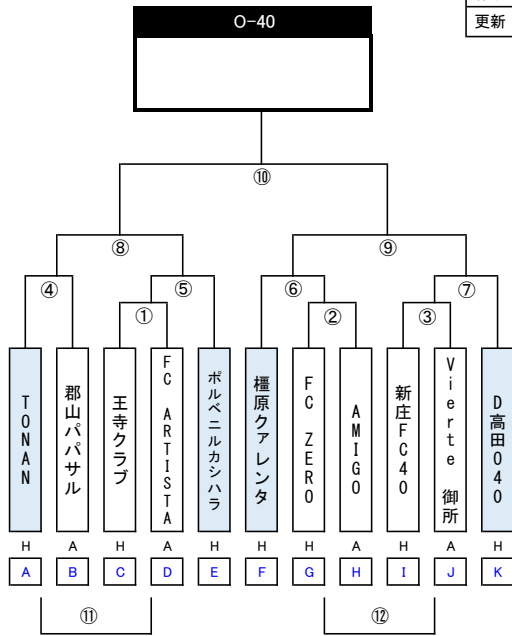 O-40
更新
⑩
⑧
⑨
④
⑤
⑥
⑦
①
②
③
TONAN
郡山パパサル
王寺クラブ
FC ARTISTA
ポルベニルカシハラ
橿原クァレンタ
FC ZERO
AMIGO
新庄FC40
Vierte 御所
D高田O40
H A H A H H H A H A H
A B C D E F G H I J K
⑪
⑫